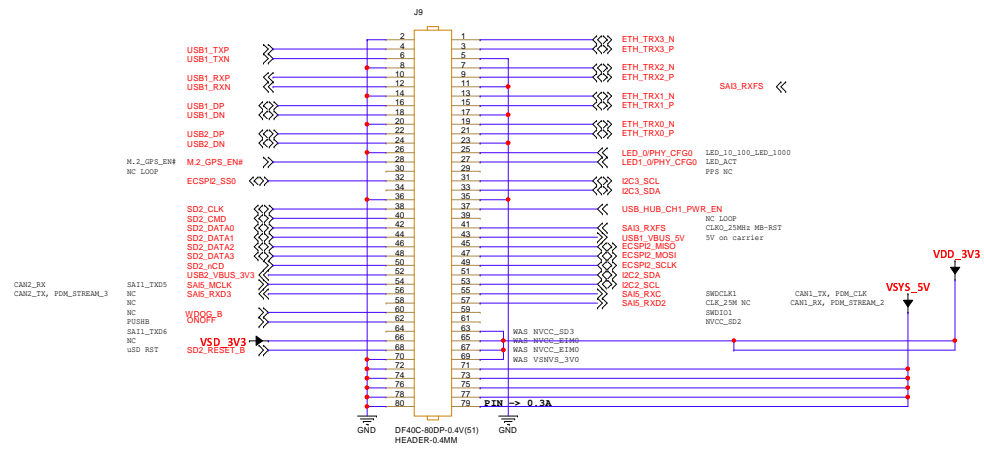 J9
2 1 ETH_TRX3_N
USB1_TXP 4 3 ETH_TRX3_P
USB1_TXN 6 5
8 7 ETH_TRX2_N
USB1_RXP 10 9 ETH_TRX2_P
USB1_RXN 12 11 SAI3_RXFS
14 13 ETH_TRX1_N
USB1_DP 16 15 ETH_TRX1_P
USB1_DN 18 17
20 19 ETH_TRX0_N
USB2_DP 22 21 ETH_TRX0_P
USB2_DN 24 23
26 25 LED_0/PHY_CFG0 LED_10_100_LED_1000
M.2_GPS_EN# M.2_GPS_EN# 28 27 LED1_0/PHY_CFG0 LED_ACT
NC LOOP 30 29 PPS NC
ECSPI2_SS0 32 31 I2C3_SCL
34 33 I2C3_SDA
36 35
SD2_CLK 38 37 USB_HUB_CH1_PWR_EN
SD2_CMD 40 39 NC LOOP
SD2_DATA0 42 41 SAI3_RXFS CLKO_25MHz MB-RST
SD2_DATA1 44 43 USB1_VBUS_5V 5V on carrier
SD2_DATA2 46 45 ECSPI2_MISO
SD2_DATA3 48 47 ECSPI2_MOSI
SD2_nCD 50 49 ECSPI2_SCLK
USB2_VBUS_3V3 52 51 I2C2_SDA
CAN2_RX SAI1_TXD5 SAI5_MCLK 54 53 I2C2_SCL
CAN2_TX, PDM_STREAM_3 NC SAI5_RXD3 56 55 SAI5_RXC SWDCLK1 CAN1_TX, PDM_CLK
NC 58 57 SAI5_RXD2 CLK_25M NC CAN1_RX, PDM_STREAM_2
NC WDOG_B 60 59 SWDIO1
PUSHB ONOFF 62 61 NVCC_SD2
SAI1_TXD6 64 63 WAS NVCC_SD3
NC VSD_3V3 66 65 WAS NVCC_EIM0
uSD RST SD2_RESET_B 68 67 WAS NVCC_EIM0
70 69 WAS VSNVS_3V0
72 71
74 73
76 75
78 77
80 79 PIN -> 0.3A
VDD_3V3
VSYS_5V
GND
GND
DF40C-80DP-0.4V(51)
HEADER-0.4MM